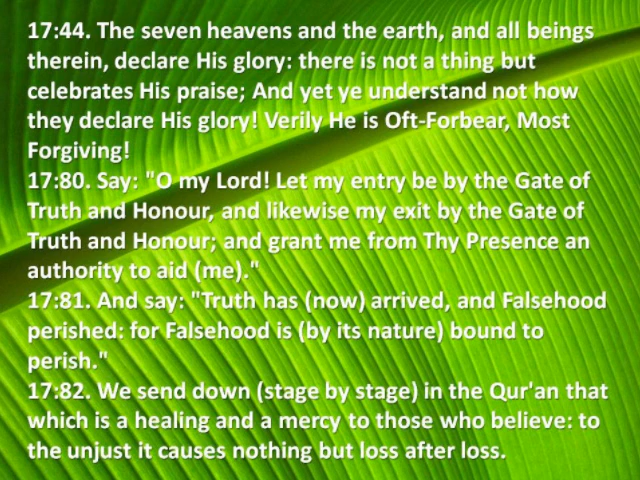 17:44. The seven heavens and the earth, and all beings
therein, declare His glory: there is not a thing but
celebrates His praise; And yet ye understand not how
they declare His glory! Verily He is Oft-Forbear, Most
Forgiving!
17:80. Say: "O my Lord! Let my entry be by the Gate of
Truth and Honour, and likewise my exit by the Gate of
Truth and Honour; and grant me from Thy Presence an
authority to aid (me)."
17:81. And say: "Truth has (now) arrived, and Falsehood
perished: for Falsehood is (by its nature) bound to
perish."
17:82. We send down (stage by stage) in the Qur'an that
which is a healing and a mercy to those who believe: to
the unjust it causes nothing but loss after loss.